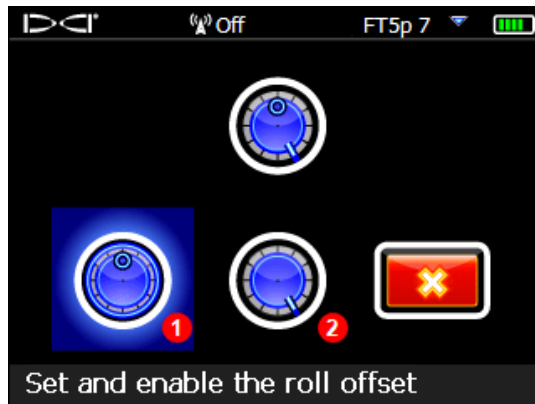 DCI Off FT5p 7
1 2
Set and enable the roll offset